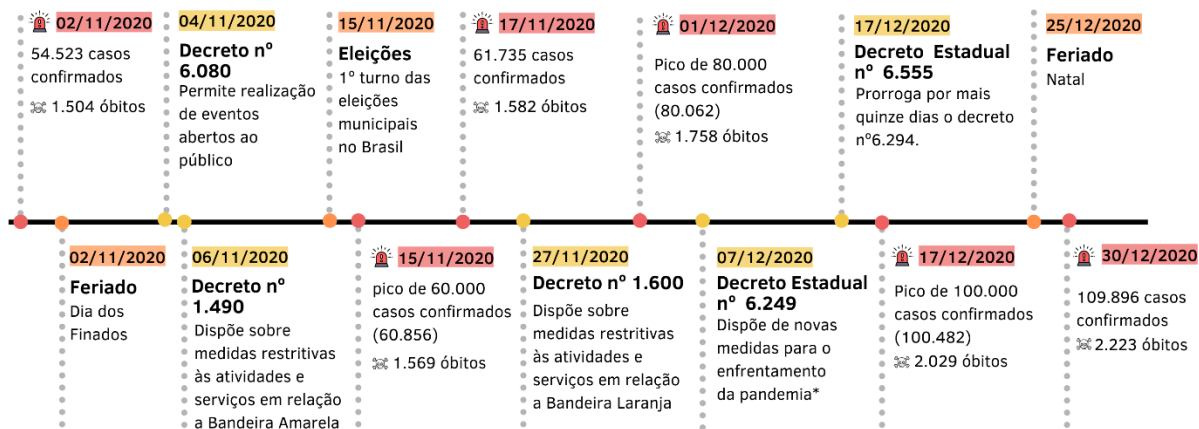 02/11/2020
54.523 casos
confirmados
1.504 óbitos
04/11/2020
Decreto nº
6.080
Permite realização
de eventos
abertos ao
público
15/11/2020
Eleições
1º turno das
eleições
municipais
no Brasil
17/11/2020
61.735 casos
confirmados
1.582 óbitos
01/12/2020
Pico de 80.000
casos confirmados
(80.062)
1.758 óbitos
17/12/2020
Decreto Estadual
nº 6.555
Prorroga por mais
quinze dias o decreto
nº6.294.
25/12/2020
Feriado
Natal
02/11/2020
Feriado
Dia dos
Finados
06/11/2020
Decreto nº
1.490
Dispõe sobre
medidas restritivas
às atividades e
serviços em relação
a Bandeira Amarela
15/11/2020
pico de 60.000
casos confirmados
(60.856)
1.569 óbitos
27/11/2020
Decreto nº 1.600
Dispõe sobre
medidas restritivas
às atividades e
serviços em relação
a Bandeira Laranja
07/12/2020
Decreto Estadual
nº 6.249
Dispõe de novas
medidas para o
enfrentamento
da pandemia*
17/12/2020
Pico de 100.000
casos confirmados
(100.482)
2.029 óbitos
30/12/2020
109.896 casos
confirmados
2.223 óbitos